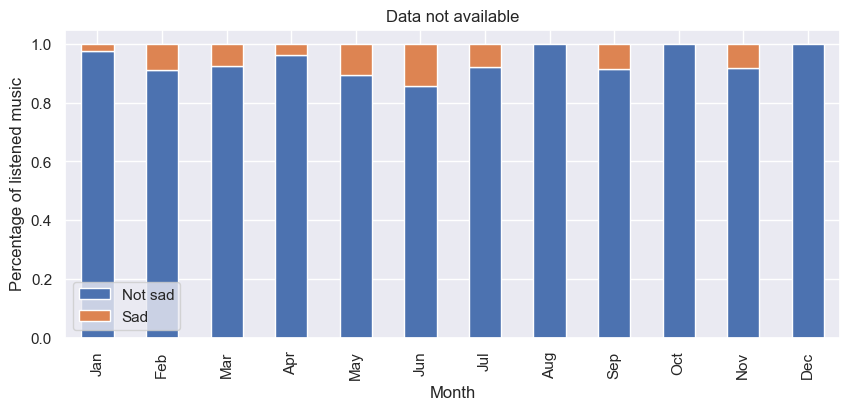 Data not available
Percentage of listened music
1.0
0.8
0.6
0.4
0.2
0.0
Not sad
Sad
Jan
Feb
Mar
Apr
May
Jun
Jul
Aug
Sep
Oct
Nov
Dec
Month